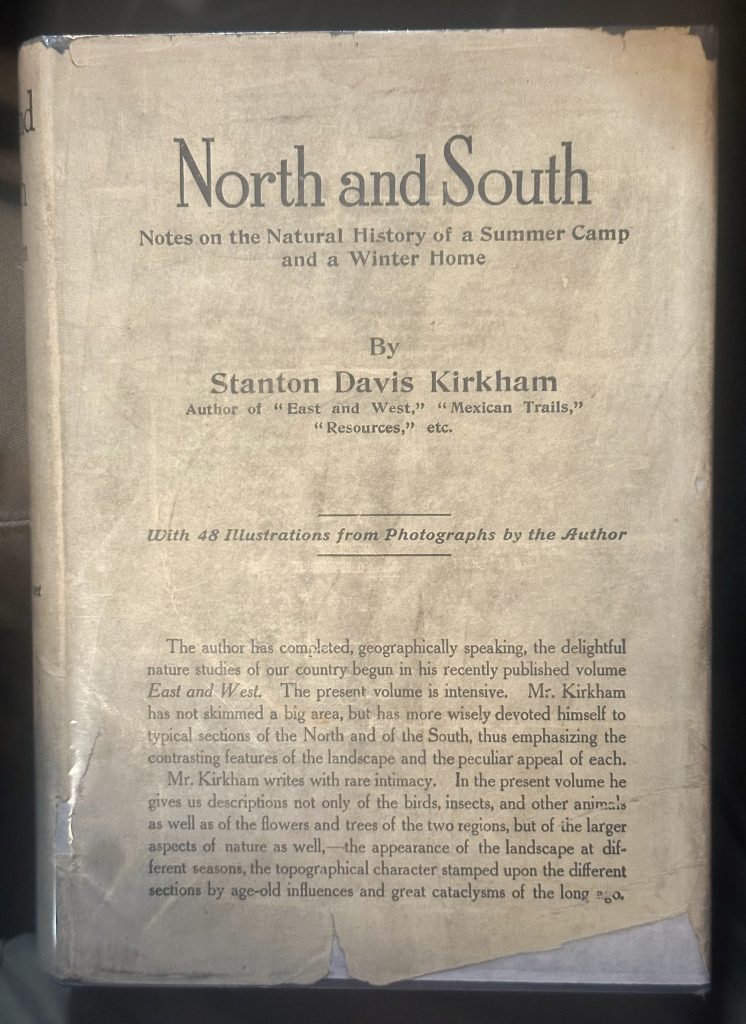 North and South
Notes on the Natural History of a Summer Camp
and a Winter Home
By
Stanton Davis Kirkham
Author of "East and West," "Mexican Trails,"
"Resources," etc.
With 48 Illustrations from Photographs by the Author
The author has completed, geographically speaking, the delightful
nature studies of our country begun in his recently published volume
East and West. The present volume is intensive. Mr. Kirkham
has not skimmed a big area, but has more wisely devoted himself to
typical sections of the North and of the South, thus emphasizing the
contrasting features of the landscape and the peculiar appeal of each.
Mr. Kirkham writes with rare intimacy. In the present volume he
gives us descriptions not only of the birds, insects, and other animals
as well as of the flowers and trees of the two regions, but of the larger
aspects of nature as well,—the appearance of the landscape at dif-
ferent seasons, the topographical character stamped upon the different
sections by age-old influences and great cataclysms of the long ago.